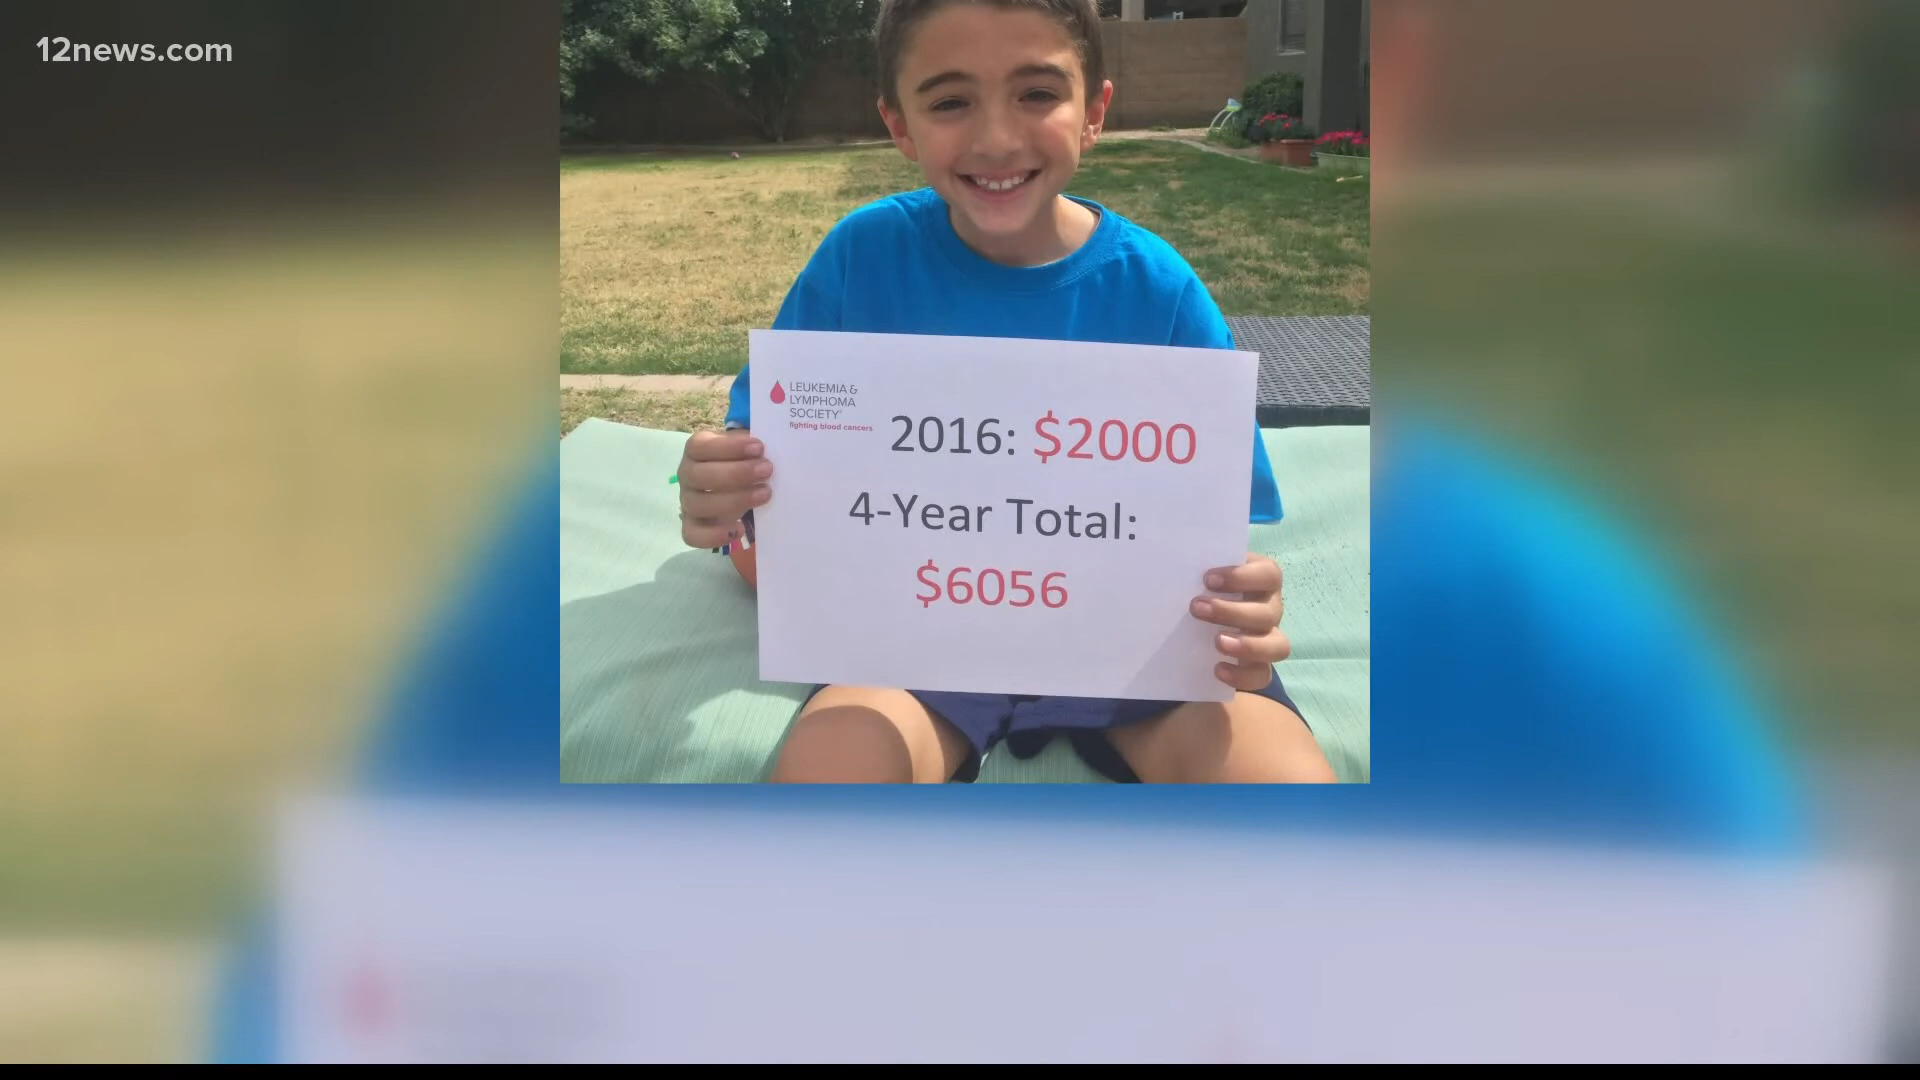 12news.com
LEUKEMIA &
LYMPHOMA
SOCIETY®
fighting blood cancers
2016: $2000
4-Year Total:
$6056